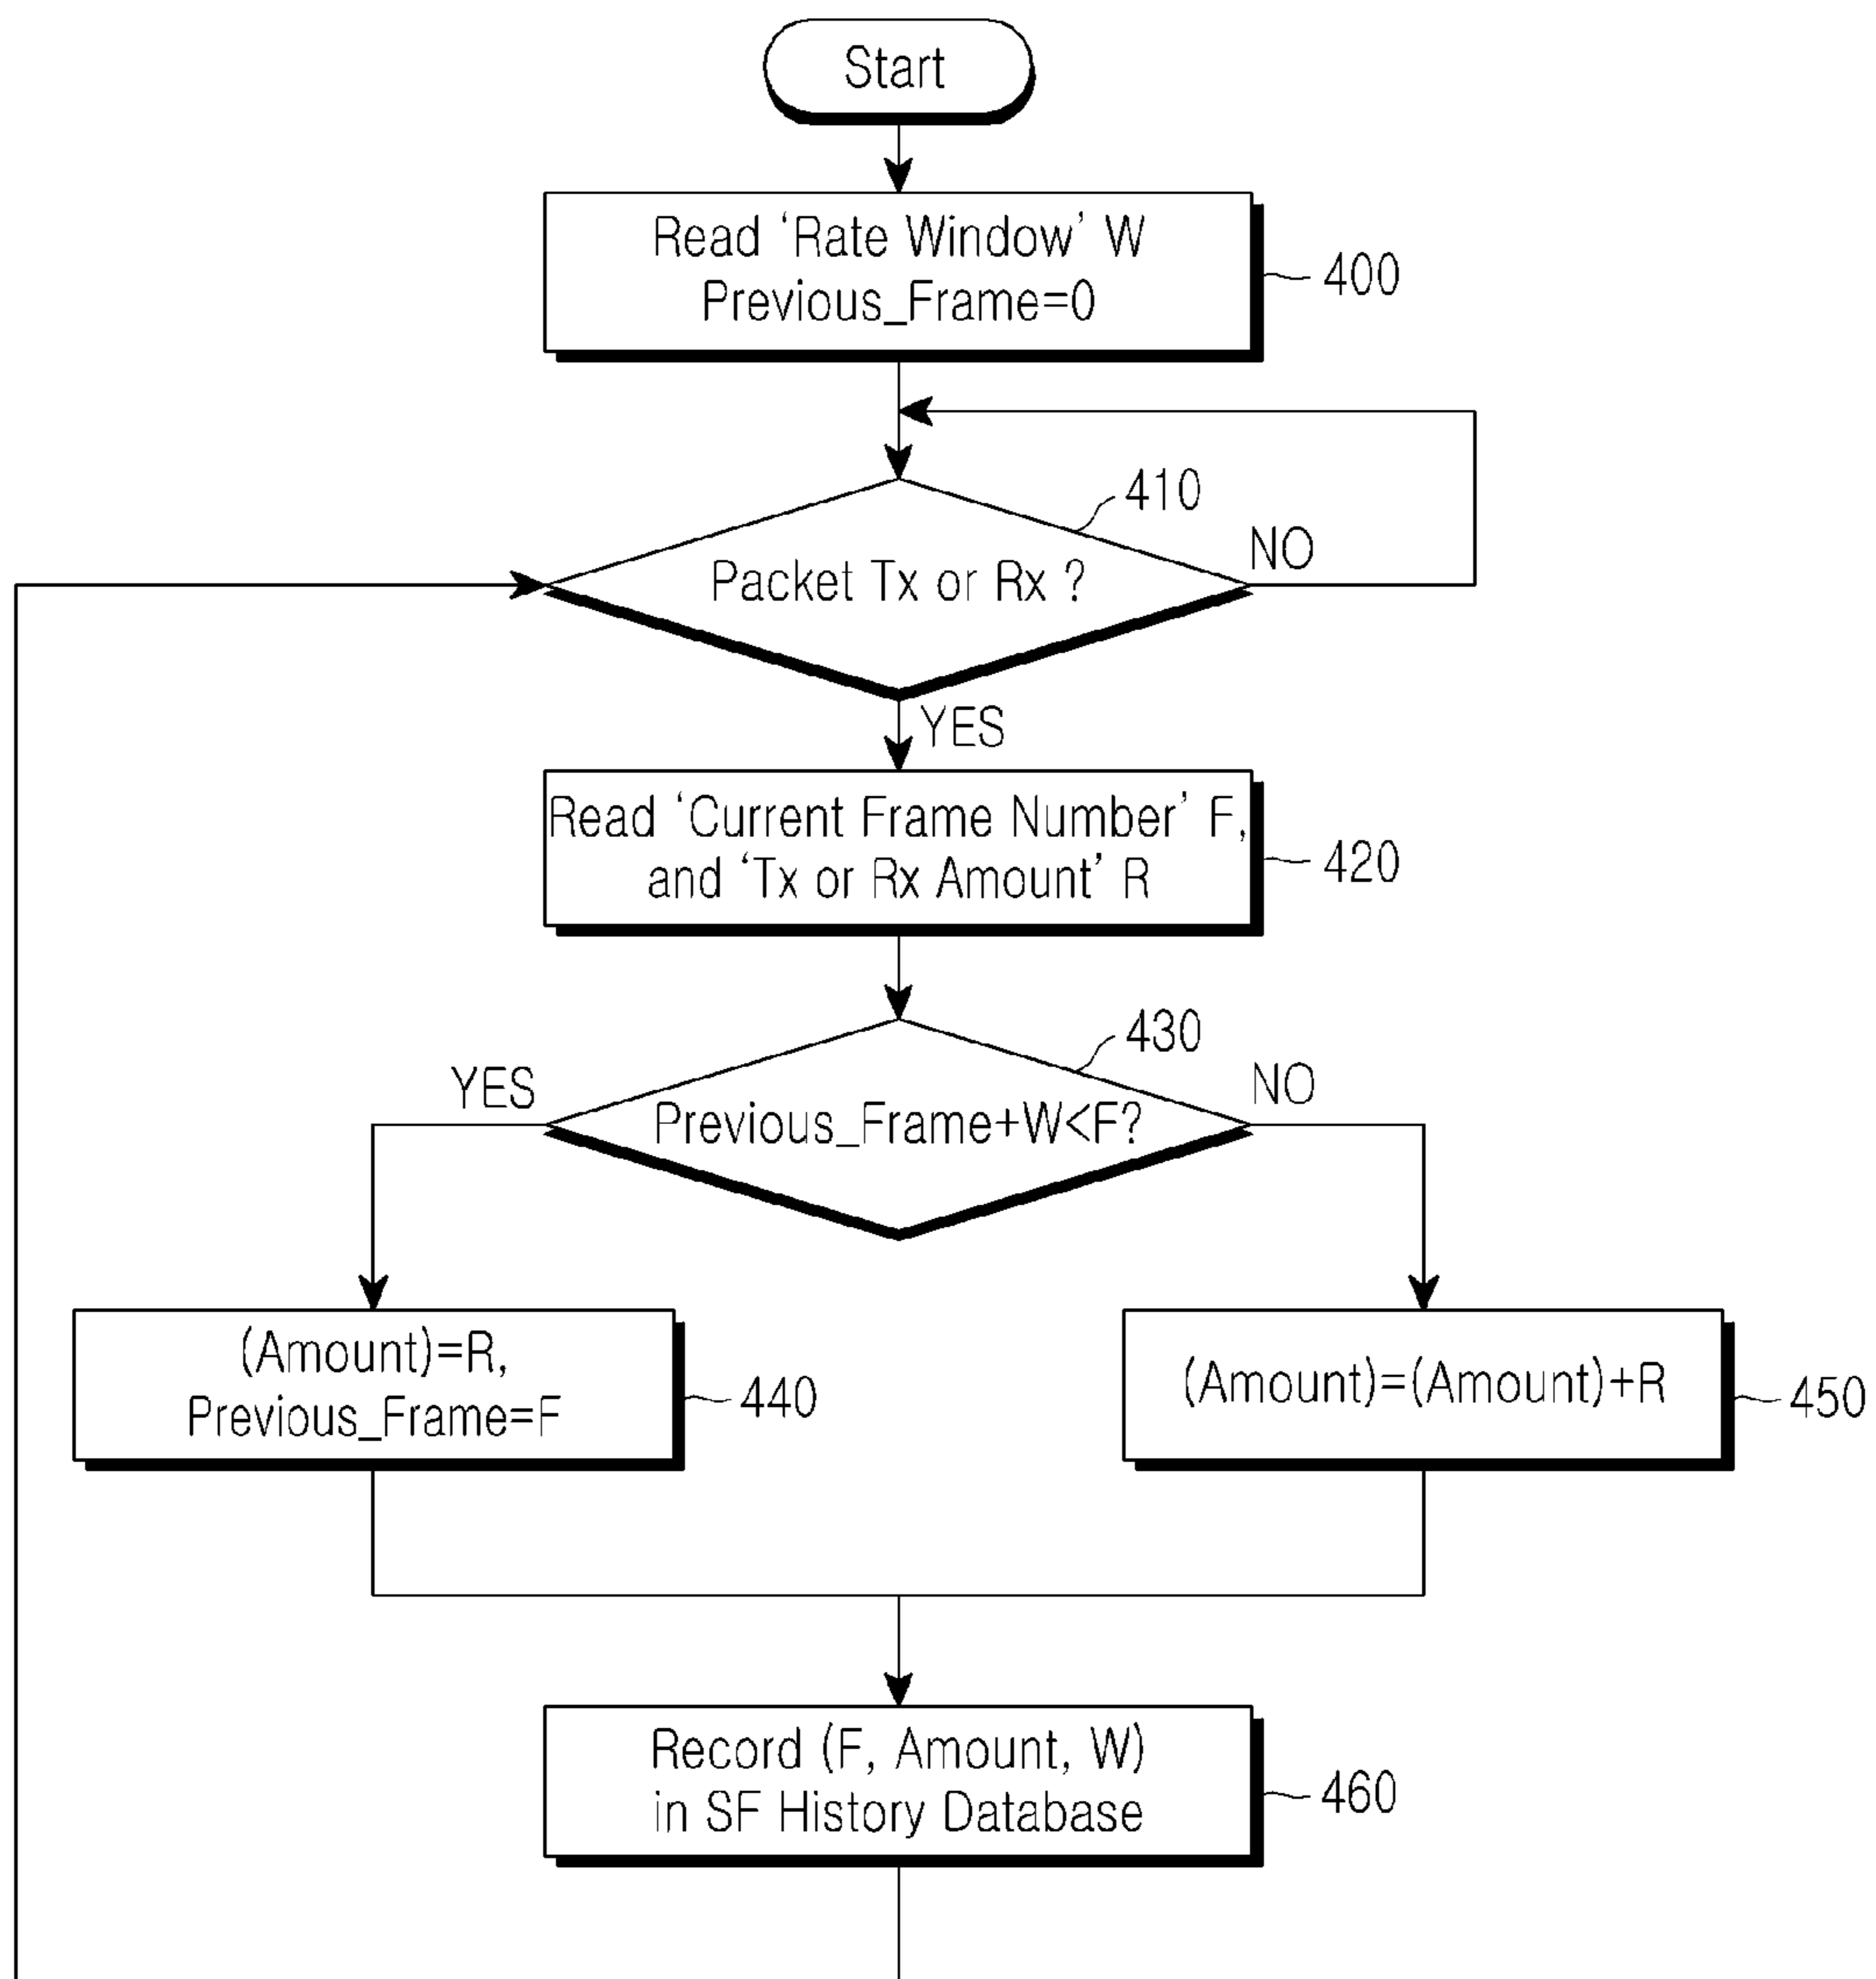 Start
Read ‘Rate Window’ W
Previous_Frame=0
400
410
NO
Packet Tx or Rx ?
YES
Read ‘Current Frame Number’ F,
and ‘Tx or Rx Amount’ R
420
430
YES
NO
Previous_Frame+W<F?
(Amount)=R,
Previous_Frame=F
440
(Amount)=(Amount)+R
450
Record (F, Amount, W)
in SF History Database
460